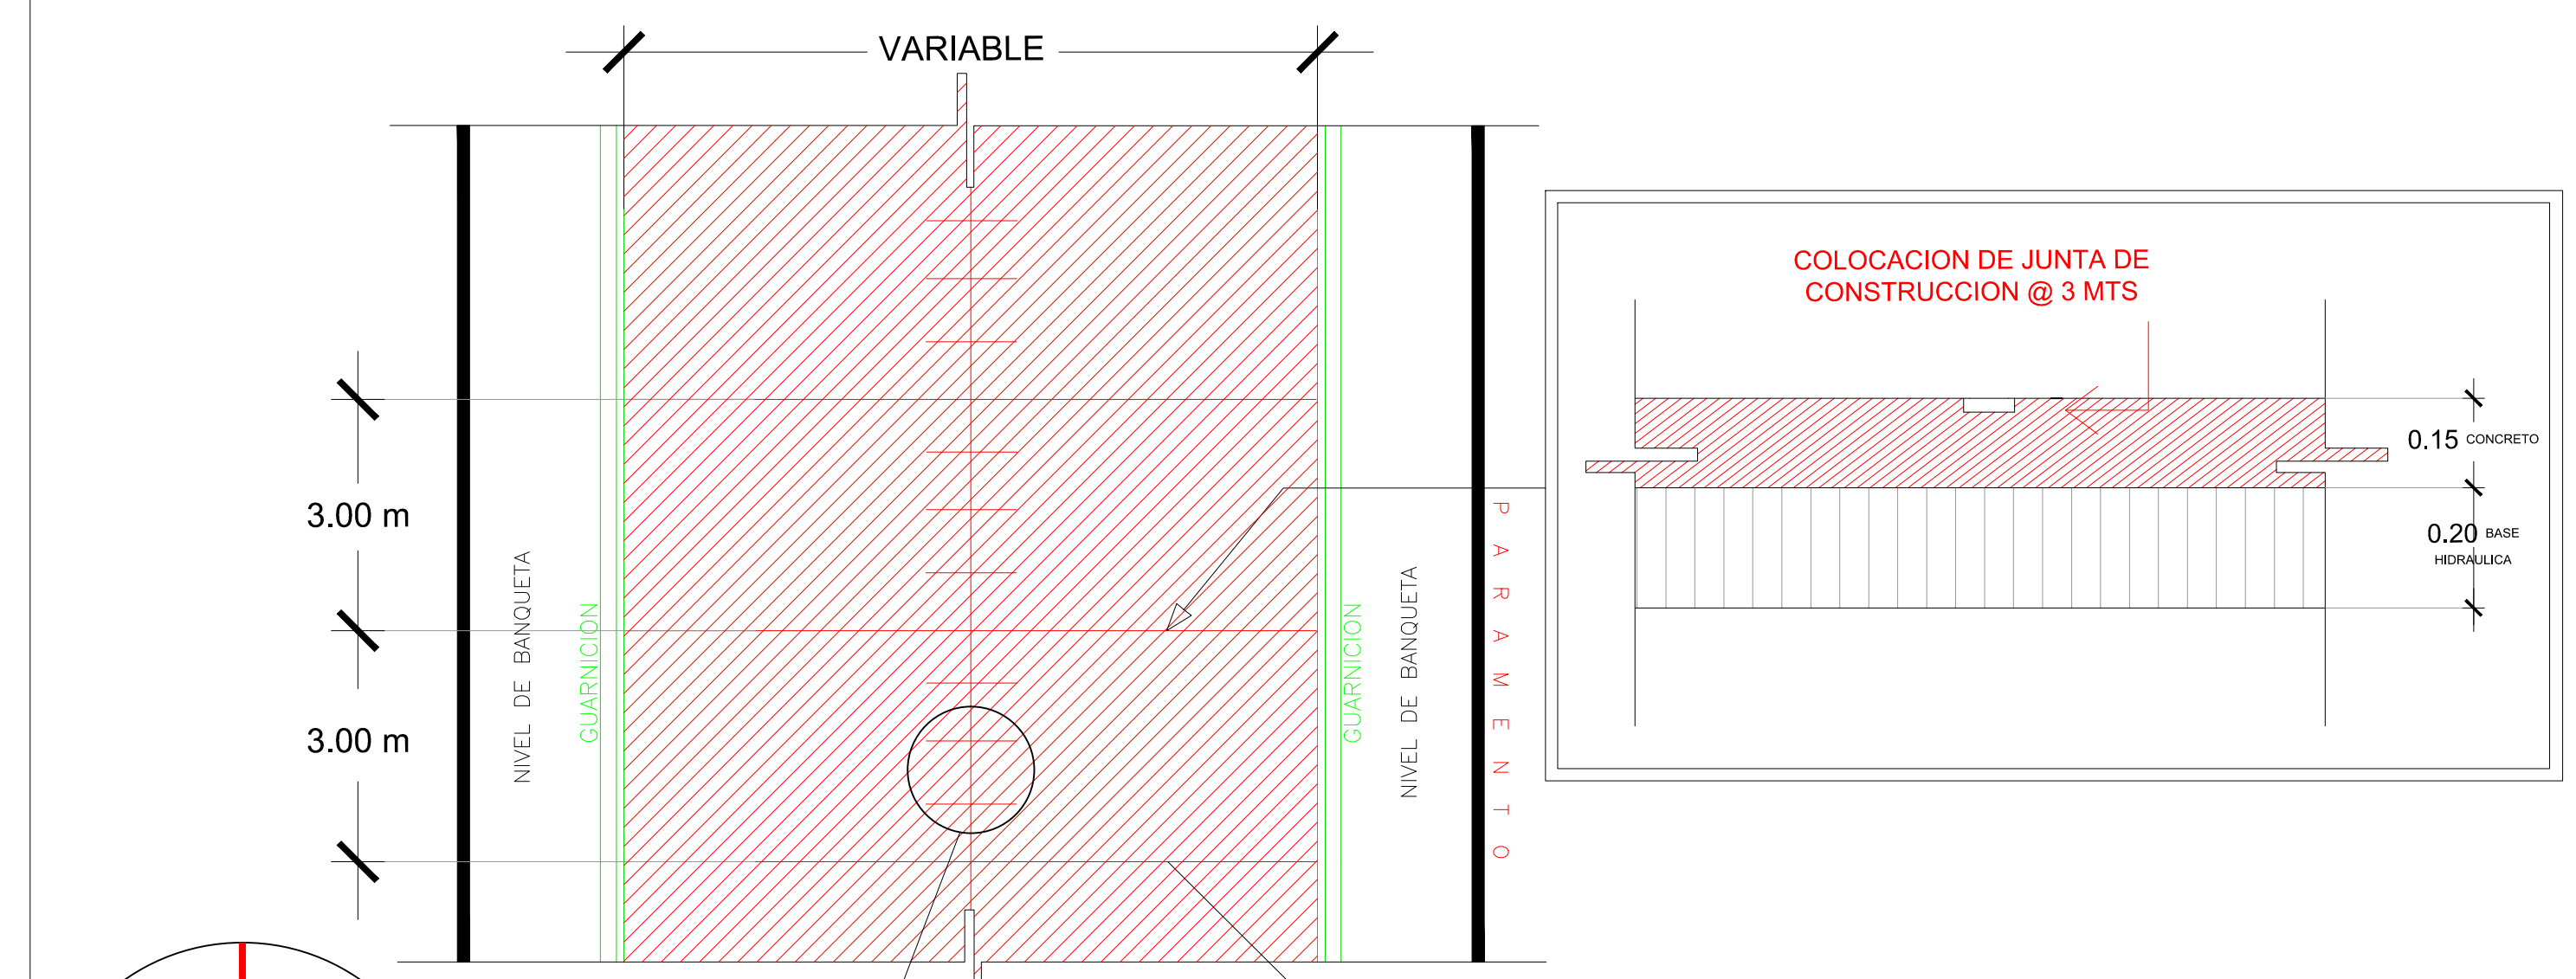 VARIABLE
COLOCACION DE JUNTA DE
CONSTRUCCION @ 3 MTS
0.15 CONCRETO
0.20 BASE
HIDRAULICA
3.00 m
3.00 m
NIVEL DE BANQUETA
GUARNICION
GUARNICION
NIVEL DE BANQUETA
PARAMENTO